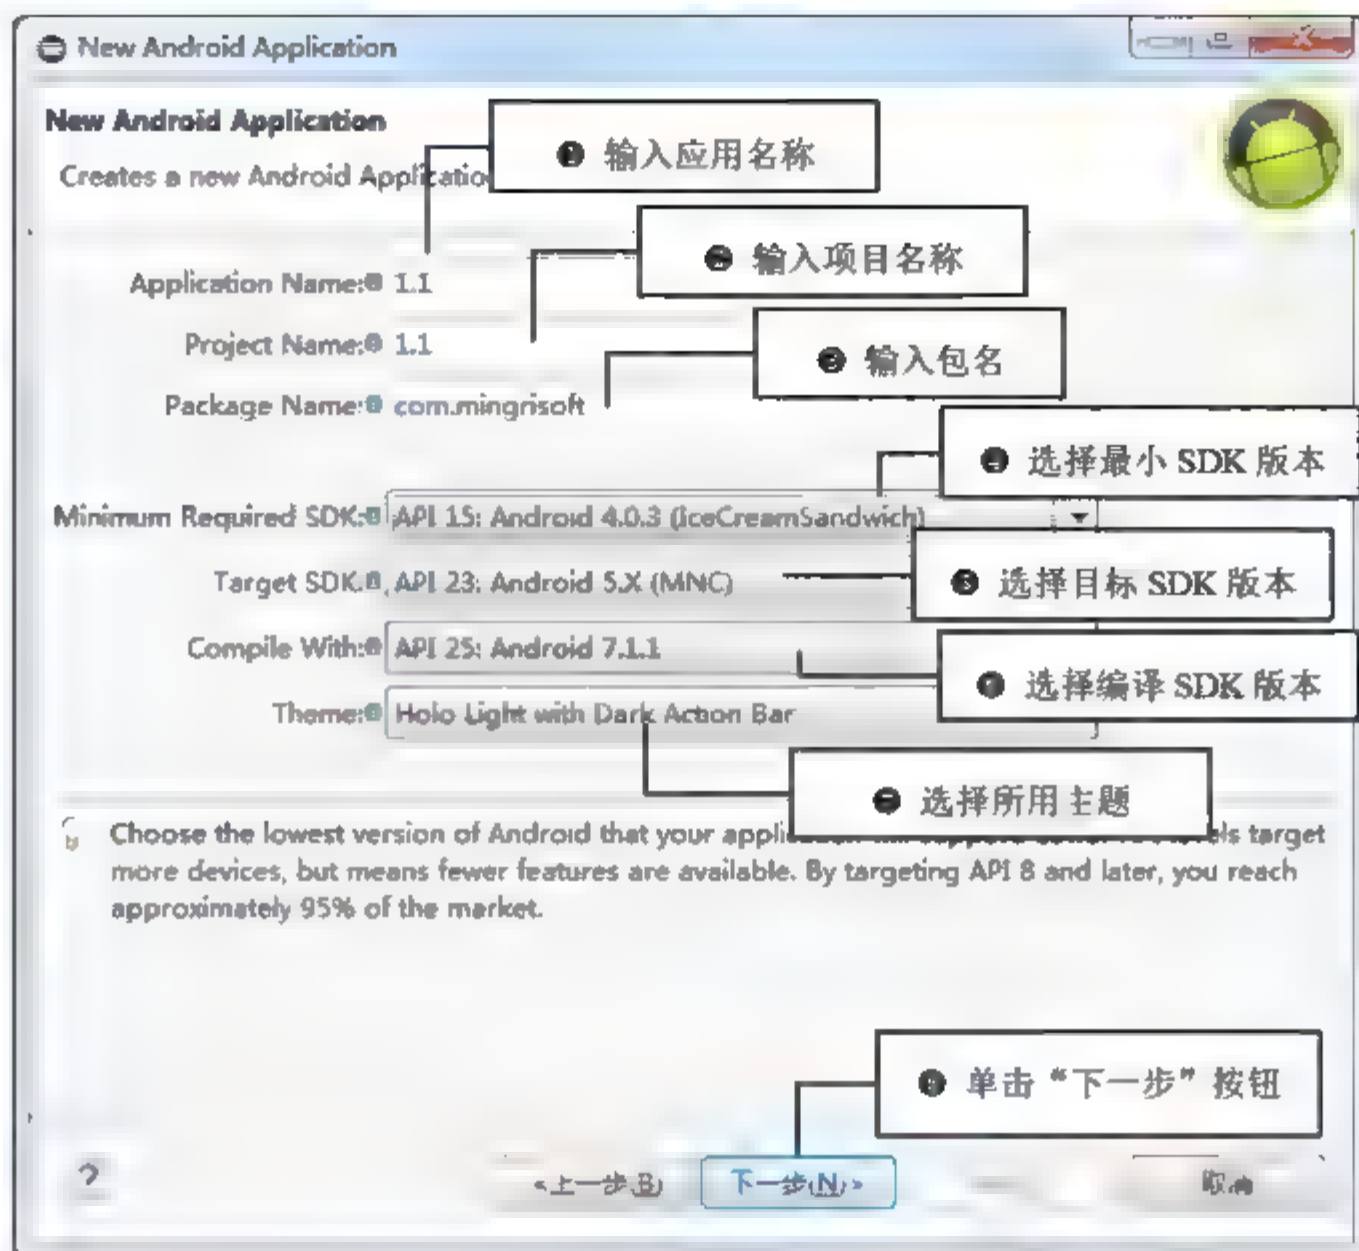 New Android Application
New Android Application
❶ 输入应用名称
Creates a new Android Applicatio
❷ 输入项目名称
Application Name: 1.1
Project Name: 1.1
❸ 输入包名
Package Name: com.mingrisoft
❹ 选择最小 SDK 版本
Minimum Required SDK: API 15: Android 4.0.3 (IceCreamSandwich)
Target SDK: API 23: Android 5.X (MNC)
❺ 选择目标 SDK 版本
Compile With: API 25: Android 7.1.1
❻ 选择编译 SDK 版本
Theme: Holo Light with Dark Action Bar
❼ 选择所用主题
Choose the lowest version of Android that your appli els target
more devices, but means fewer features are available. By targeting API 8 and later, you reach
approximately 95% of the market.
❽ 单击“下一步”按钮
?
<上一步(B)
下一步(N)>
取消